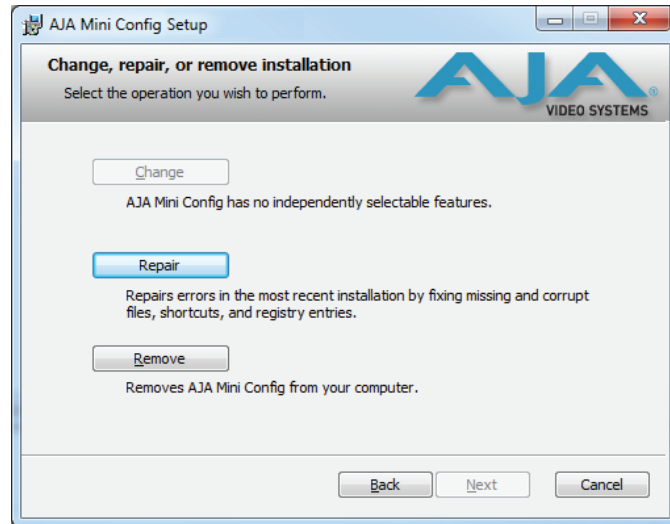 AJA Mini Config Setup
Change, repair, or remove installation
Select the operation you wish to perform.
AJA®
VIDEO SYSTEMS
Change
AJA Mini Config has no independently selectable features.
Repair
Repairs errors in the most recent installation by fixing missing and corrupt
files, shortcuts, and registry entries.
Remove
Removes AJA Mini Config from your computer.
Back
Next
Cancel